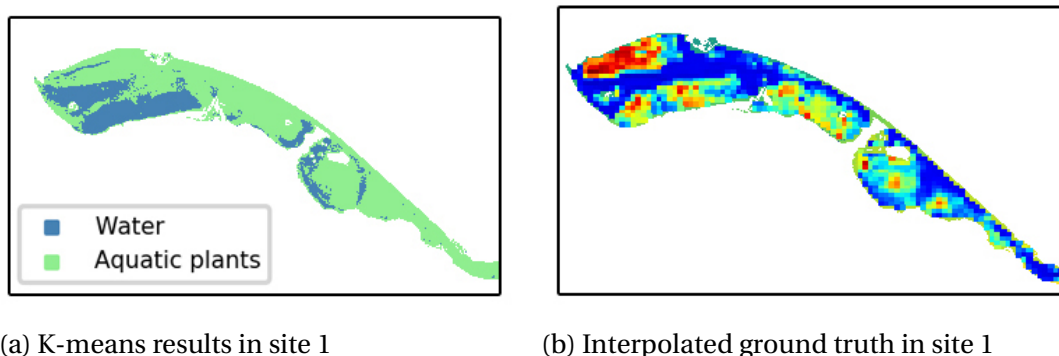 Water
Aquatic plants
(a) K-means results in site 1
(b) Interpolated ground truth in site 1